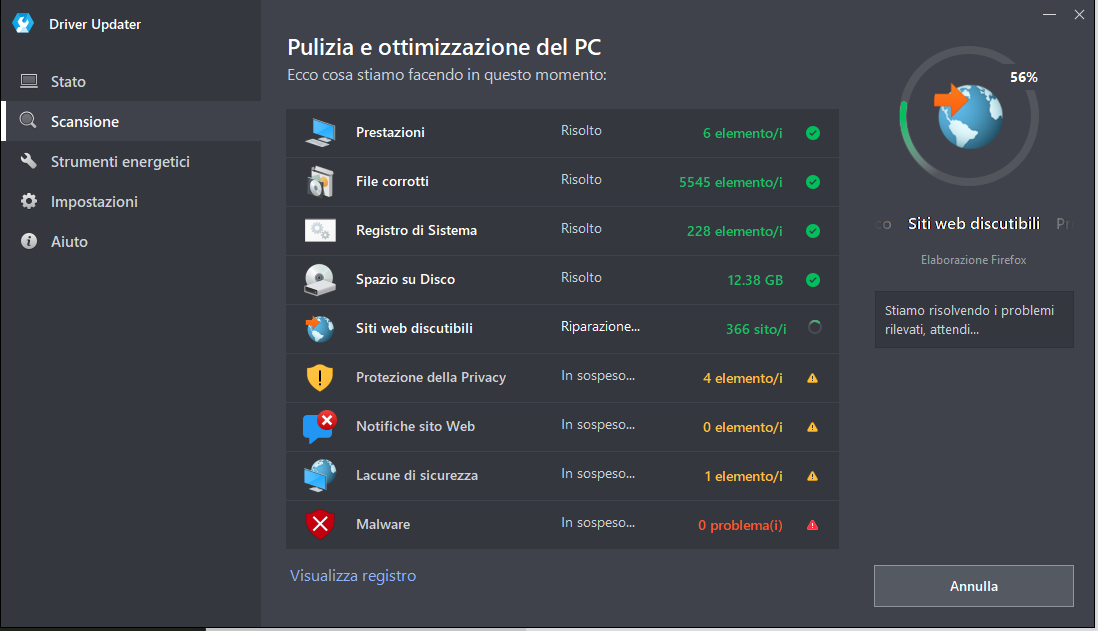 Driver Updater
Stato
Scansione
Strumenti energetici
Impostazioni
Aiuto
Pulizia e ottimizzazione del PC
Ecco cosa stiamo facendo in questo momento:
Prestazioni Risolto 6 elemento/i
File corrotti Risolto 5545 elemento/i
Registro di Sistema Risolto 228 elemento/i
Spazio su Disco Risolto 12.38 GB
Siti web discutibili Riparazione... 366 sito/i
Protezione della Privacy In sospeso... 4 elemento/i
Notifiche sito Web In sospeso... 0 elemento/i
Lacune di sicurezza In sospeso... 1 elemento/i
Malware In sospeso... 0 problema(i)
Visualizza registro
56%
co Siti web discutibili Pr
Elaborazione Firefox
Stiamo risolvendo i problemi
rilevati, attendi...
Annulla